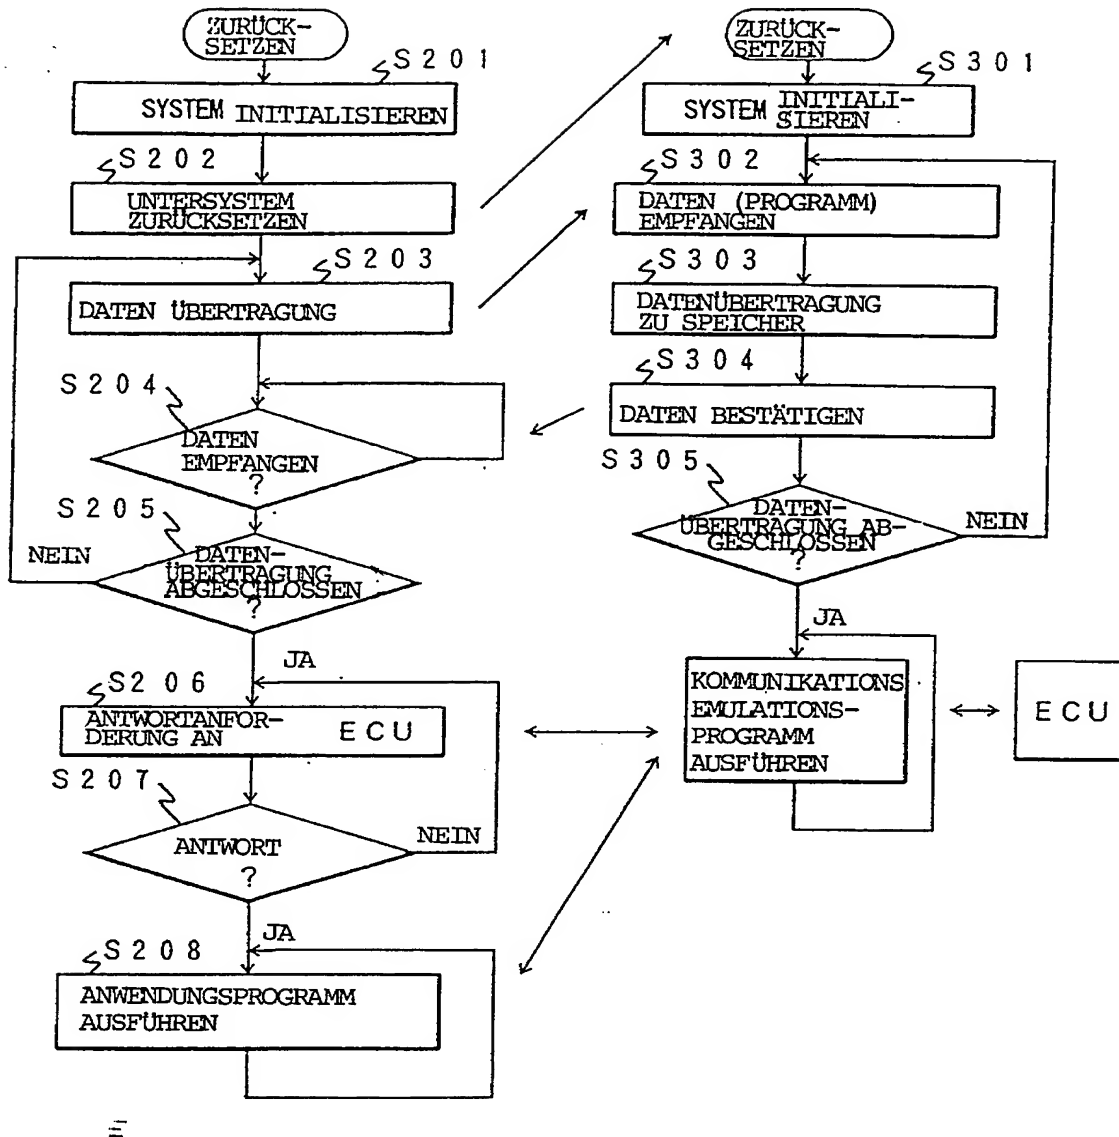 ZURÜCK-
SETZEN
S201
SYSTEM INITIALISIEREN
S202
UNTERSYSTEM
ZURÜCKSETZEN
S203
DATEN ÜBERTRAGUNG
S204
DATEN
EMPFANGEN
?
S205
NEIN
DATEN-
ÜBERTRAGUNG
ABGESCHLOSSEN
?
JA
S206
ANTWORTANFOR-
DERUNG AN ECU
S207
ANTWORT
?
NEIN
JA
S208
ANWENDUNGSPROGRAMM
AUSFÜHREN
ZURÜCK-
SETZEN
S301
SYSTEM INITIALI-
SIEREN
S302
DATEN (PROGRAMM)
EMPFANGEN
S303
DATENÜBERTRAGUNG
ZU SPEICHER
S304
DATEN BESTÄTIGEN
S305
DATEN-
ÜBERTRAGUNG AB-
GESCHLOSSEN
?
NEIN
JA
KOMMUNIKATIONS
EMULATIONS-
PROGRAMM
AUSFÜHREN
ECU